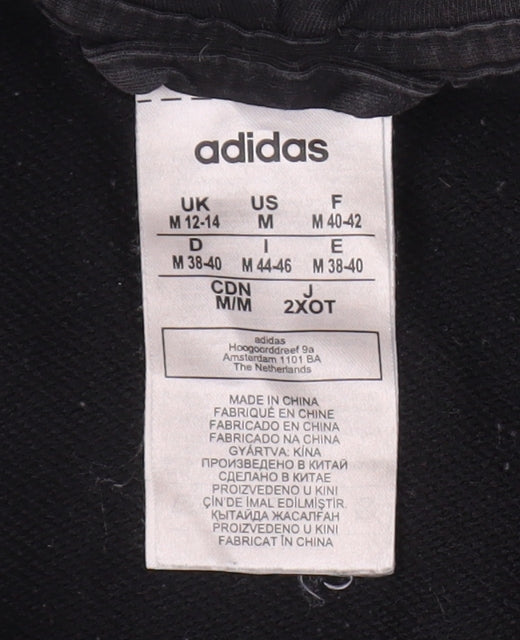 adidas
UK US F
M 12-14 M M 40-42
D I E
M 38-40 M 44-46 M 38-40
CDN J
M/M 2XOT
adidas
Hoogoorddreef 9a
Amsterdam 1101 BA
The Netherlands
MADE IN CHINA
FABRIQUÉ EN CHINE
FABRICADO EN CHINA
FABRICADO NA CHINA
GYÁRTVA: KÍNA
ПРОИЗВЕДЕНО В КИТАЙ
СДЕЛАНО В КИТАЕ
PROIZVEDENO U KINI
ÇİN'DE İMAL EDİLMİŞTİR.
ҚЫТАЙДА ЖАСАЛҒАН
PROIZVEDENO U KINI
FABRICAT ÎN CHINA